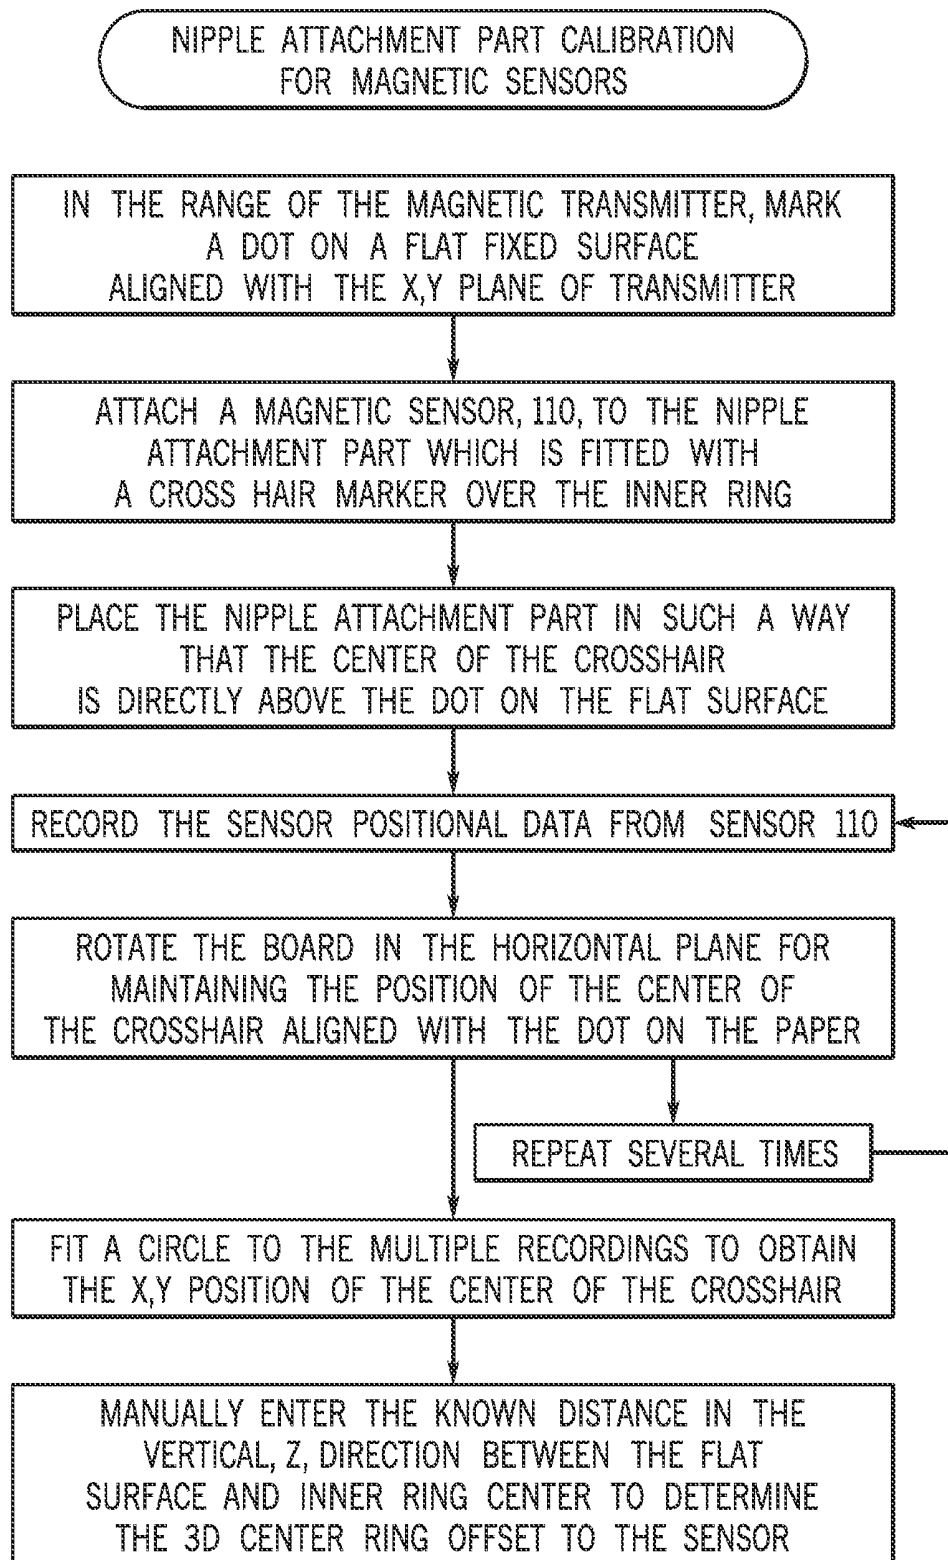 NIPPLE ATTACHMENT PART CALIBRATION
FOR MAGNETIC SENSORS
IN THE RANGE OF THE MAGNETIC TRANSMITTER, MARK
A DOT ON A FLAT FIXED SURFACE
ALIGNED WITH THE X,Y PLANE OF TRANSMITTER
ATTACH A MAGNETIC SENSOR, 110, TO THE NIPPLE
ATTACHMENT PART WHICH IS FITTED WITH
A CROSS HAIR MARKER OVER THE INNER RING
PLACE THE NIPPLE ATTACHMENT PART IN SUCH A WAY
THAT THE CENTER OF THE CROSSHAIR
IS DIRECTLY ABOVE THE DOT ON THE FLAT SURFACE
RECORD THE SENSOR POSITIONAL DATA FROM SENSOR 110
ROTATE THE BOARD IN THE HORIZONTAL PLANE FOR
MAINTAINING THE POSITION OF THE CENTER OF
THE CROSSHAIR ALIGNED WITH THE DOT ON THE PAPER
REPEAT SEVERAL TIMES
FIT A CIRCLE TO THE MULTIPLE RECORDINGS TO OBTAIN
THE X,Y POSITION OF THE CENTER OF THE CROSSHAIR
MANUALLY ENTER THE KNOWN DISTANCE IN THE
VERTICAL, Z, DIRECTION BETWEEN THE FLAT
SURFACE AND INNER RING CENTER TO DETERMINE
THE 3D CENTER RING OFFSET TO THE SENSOR